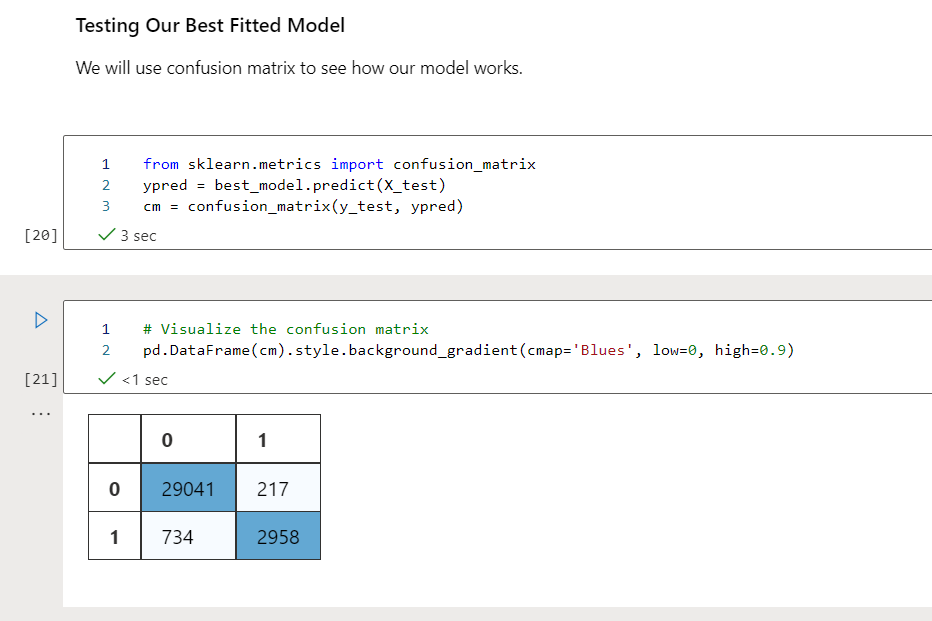 Testing Our Best Fitted Model
We will use confusion matrix to see how our model works.
1 from sklearn.metrics import confusion_matrix
2 ypred = best_model.predict(X_test)
3 cm = confusion_matrix(y_test, ypred)
[20] 3 sec
1 # Visualize the confusion matrix
2 pd.DataFrame(cm).style.background_gradient(cmap='Blues', low=0, high=0.9)
[21] <1 sec
...
0 1
0 29041 217
1 734 2958